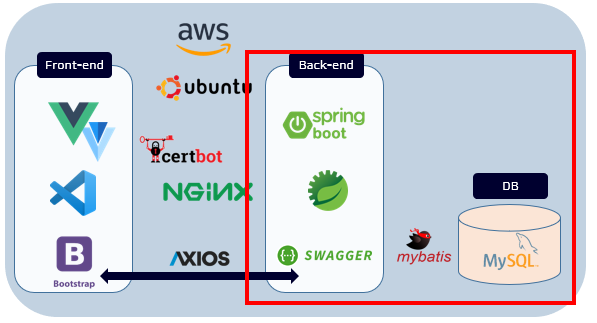 aws
Front-end
Back-end
ubuntu
spring
boot
certbot
NGINX
DB
B
Bootstrap
AXIOS
SWAGGER
mybatis
MySQL